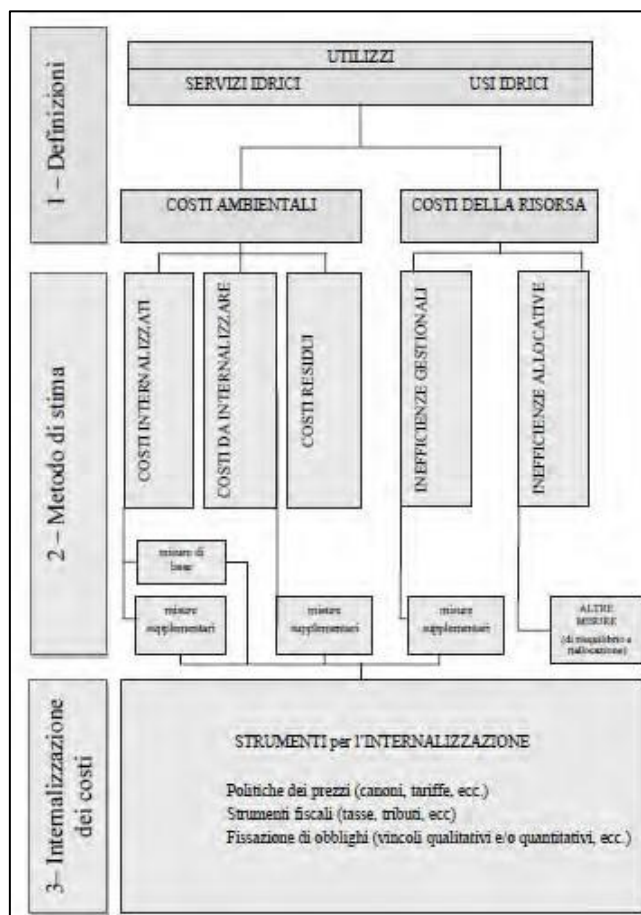 1 – Definizioni
UTILIZZI
SERVIZI IDRICI USI IDRICI
COSTI AMBIENTALI
COSTI DELLA RISORSA
2 – Metodo di stima
COSTI INTERNALIZZATI
COSTI DA INTERNALIZZARE
COSTI RESIDUI
INEFFICIENZE GESTIONALI
INEFFICIENZE ALLOCATIVE
misure di
base
misure
supplementari
misure
supplementari
misure
supplementari
ALTRE
MISURE
(di riequilibrio e
riallocazione)
3– Internalizzazione
dei costi
STRUMENTI per l'INTERNALIZZAZIONE
Politiche dei prezzi (canoni, tariffe, ecc.)
Strumenti fiscali (tasse, tributi, ecc)
Fissazione di obblighi (vincoli qualitativi e/o quantitativi, ecc.)